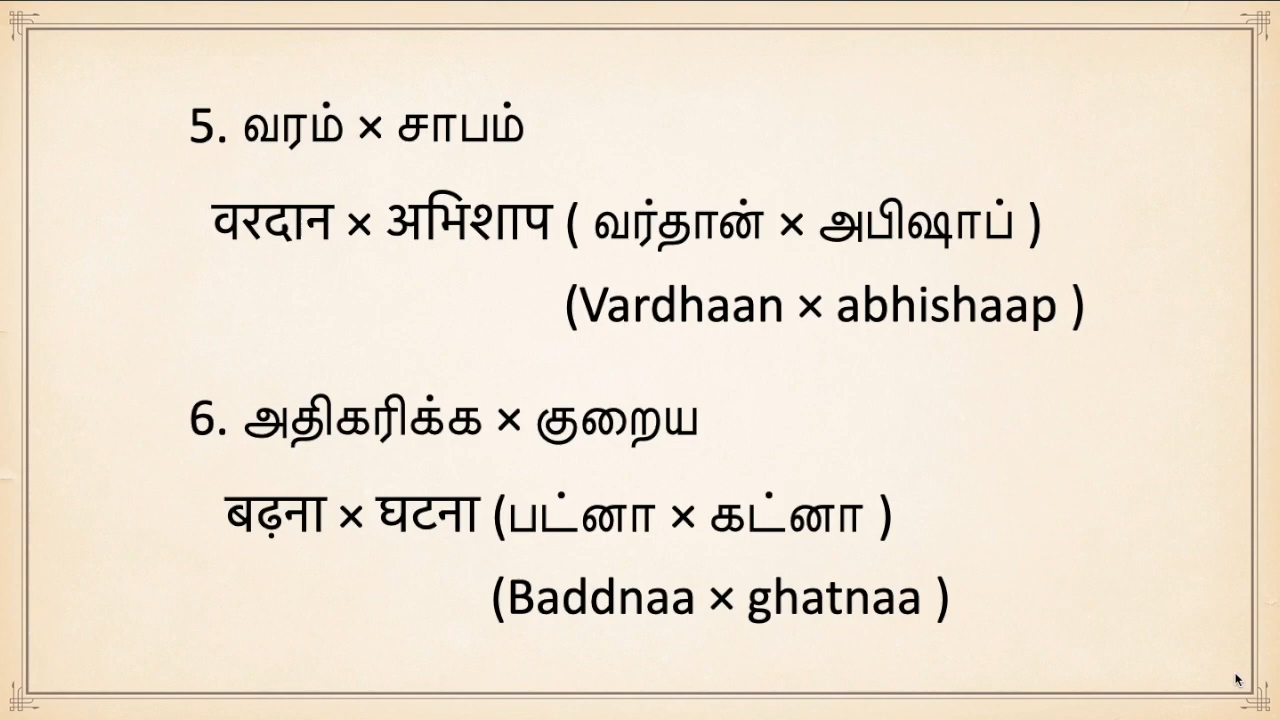 5. வரம் × சாபம்
वरदान × अभिशाप ( வர்தான் × அபிஷாப் )
(Vardhaan × abhishaap )
6. அதிகரிக்க × குறைய
बढ़ना × घटना (பட்னா × கட்னா )
(Baddnaa × ghatnaa )